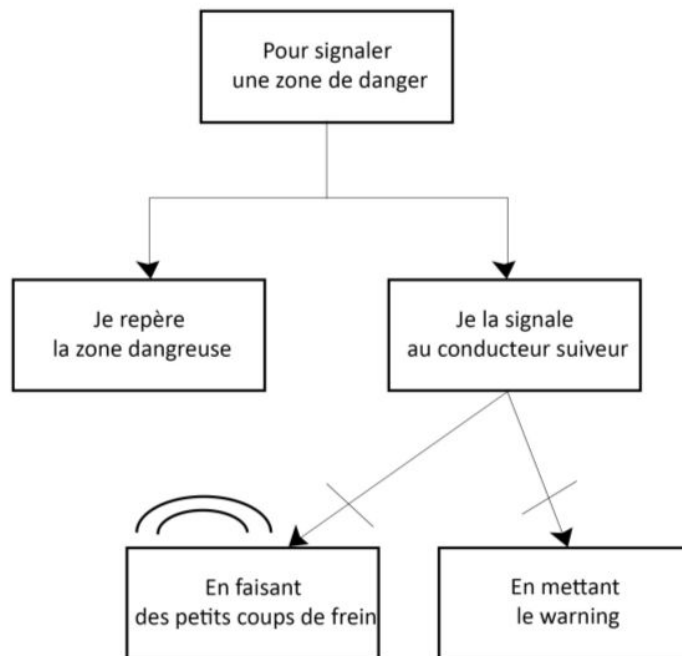 Pour signaler
une zone de danger
Je repère
la zone dangreuse
Je la signale
au conducteur suiveur
En faisant
des petits coups de frein
En mettant
le warning